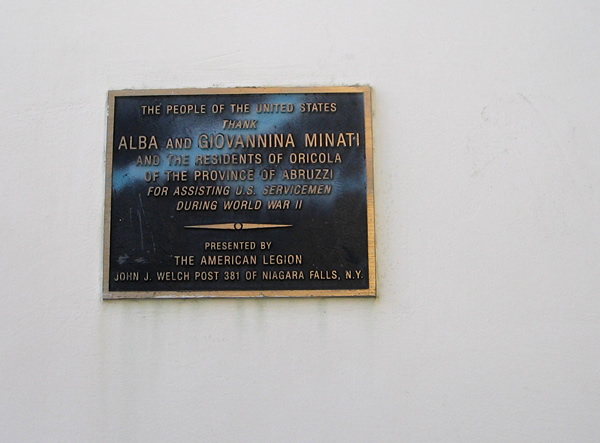 THE PEOPLE OF THE UNITED STATES
THANK
ALBA AND GIOVANNINA MINATI
AND THE RESIDENTS OF ORICOLA
OF THE PROVINCE OF ABRUZZI
FOR ASSISTING U.S. SERVICEMEN
DURING WORLD WAR II
PRESENTED BY
THE AMERICAN LEGION
JOHN J. WELCH POST 381 OF NIAGARA FALLS, N.Y.